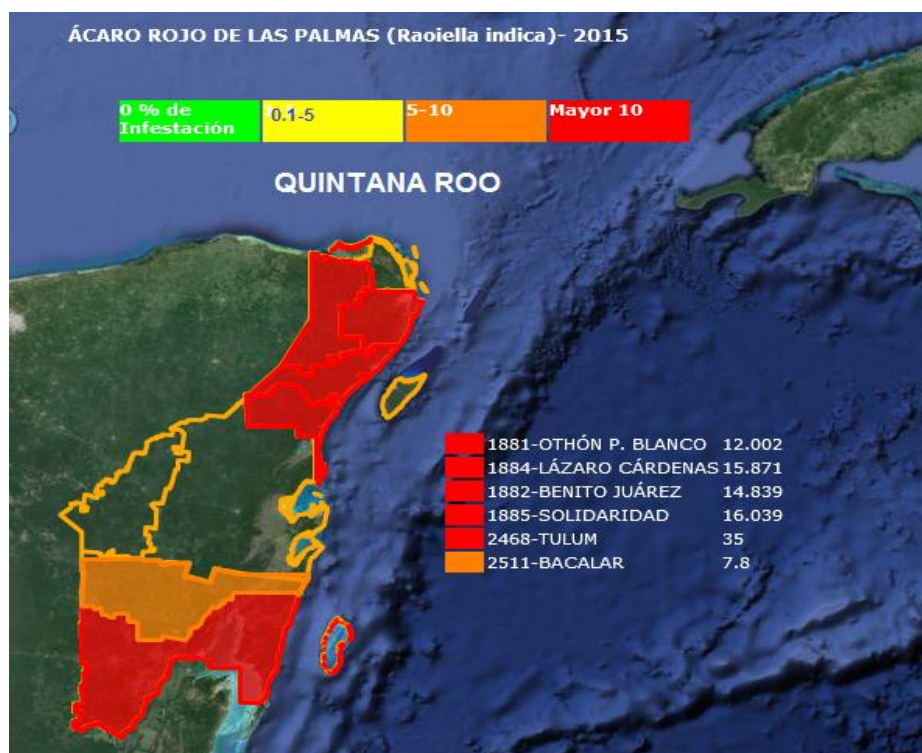 ÁCARO ROJO DE LAS PALMAS (Raoiella indica)- 2015
0 % de
Infestación
0.1-5
5-10
Mayor 10
QUINTANA ROO
1881-OTHÓN P. BLANCO 12.002
1884-LÁZARO CÁRDENAS 15.871
1882-BENITO JUÁREZ 14.839
1885-SOLIDARIDAD 16.039
2468-TULUM 35
2511-BACALAR 7.8